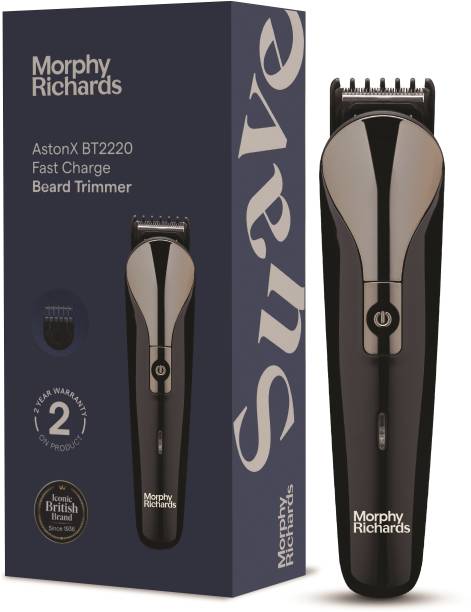 Morphy
Richards
AstonX BT2220
Fast Charge
Beard Trimmer
2 YEAR WARRANTY
2
ON PRODUCT
Iconic
British
Brand
Since 1936
Morphy
Richards
Suave
Morphy
Richards
Morphy
Richards